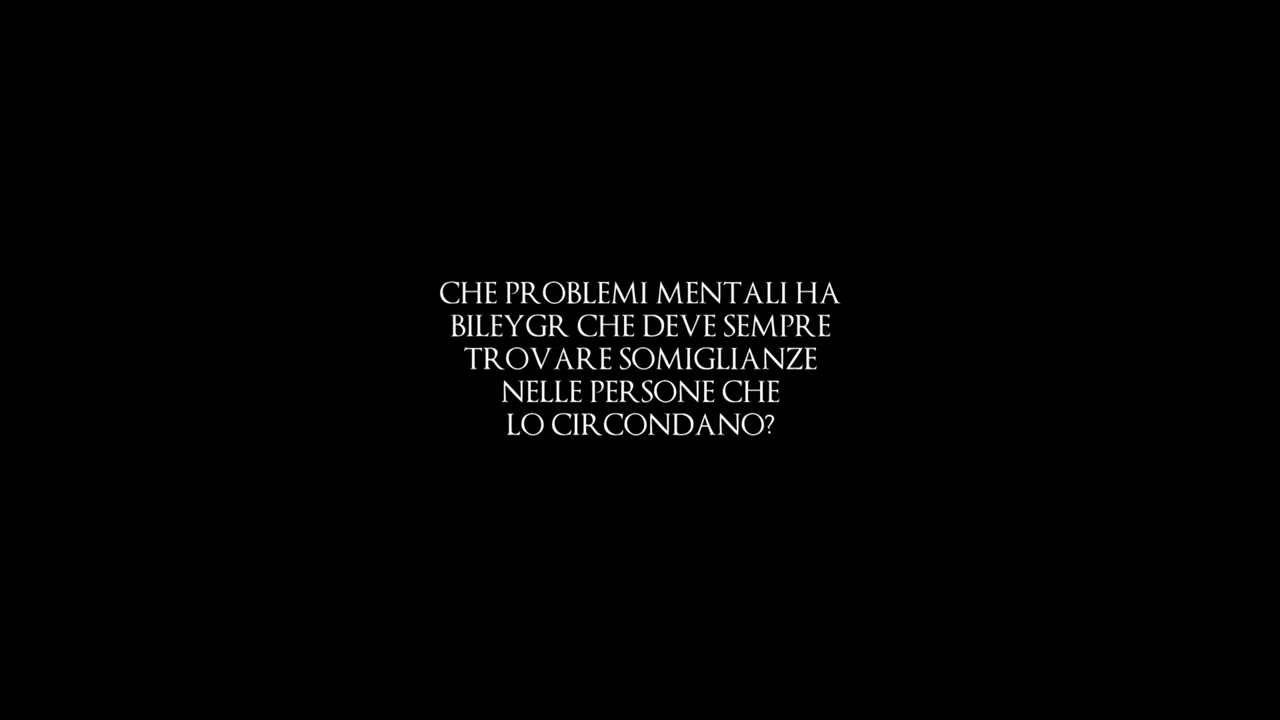 CHE PROBLEMI MENTALI HA
BILEYGR CHE DEVE SEMPRE
TROVARE SOMIGLIANZE
NELLE PERSONE CHE
LO CIRCONDANO?